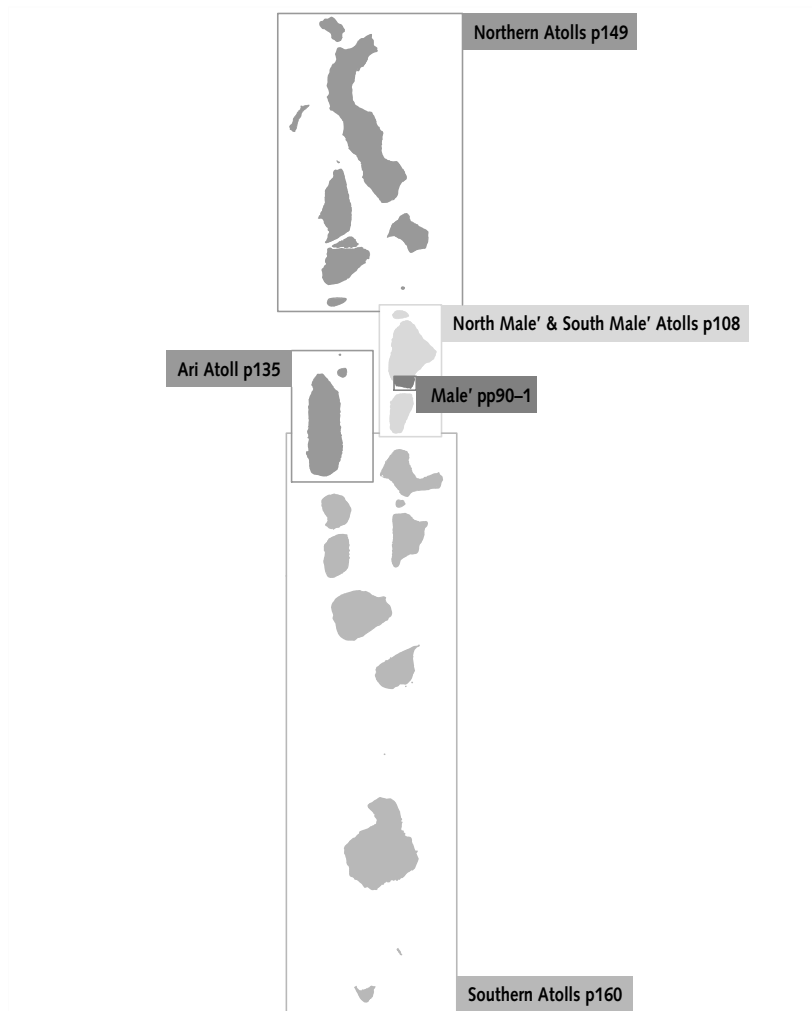 Northern Atolls p149
North Male’ & South Male’ Atolls p108
Ari Atoll p135
Male’ pp90–1
Southern Atolls p160